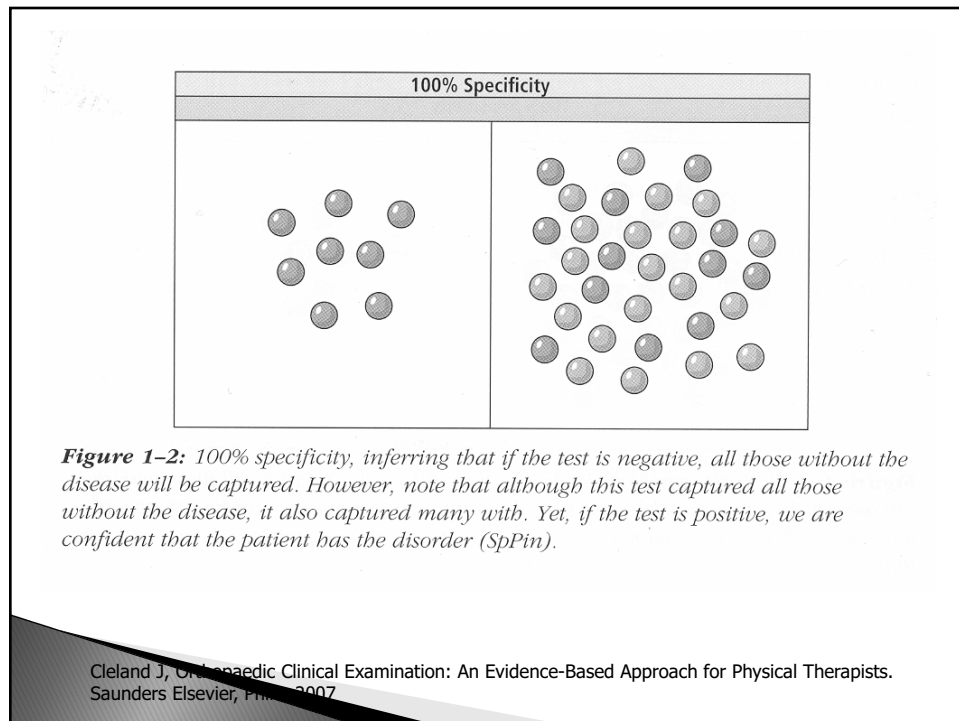 100% Specificity
Figure 1–2: 100% specificity, inferring that if the test is negative, all those without the
disease will be captured. However, note that although this test captured all those
without the disease, it also captured many with. Yet, if the test is positive, we are
confident that the patient has the disorder (SpPin).
Cleland J, Clinical Examination: An Evidence-Based Approach for Physical Therapists.
Saunders Elsevier, 2007